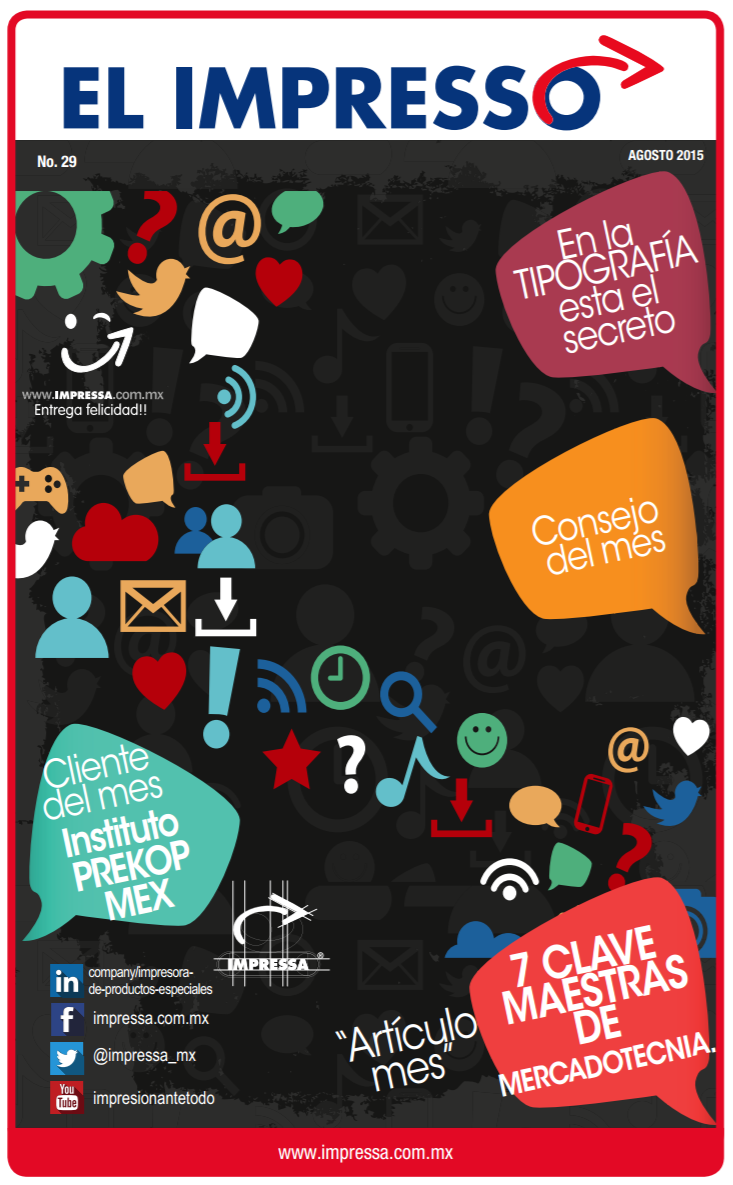 EL IMPRESSO
No. 29
AGOSTO 2015
En la
TIPOGRAFÍA
esta el
secreto
www.IMPRESSA.com.mx
Entrega felicidad!!
Consejo
del mes
Cliente
del mes
Instituto
PREKOP
MEX
IMPRESSA®
company/impresora-
de-productos-especiales
impressa.com.mx
@impressa_mx
You
Tube
impresionantetodo
"Artículo
mes"
7 CLAVE
MAESTRAS
DE
MERCADOTECNIA.
www.impressa.com.mx